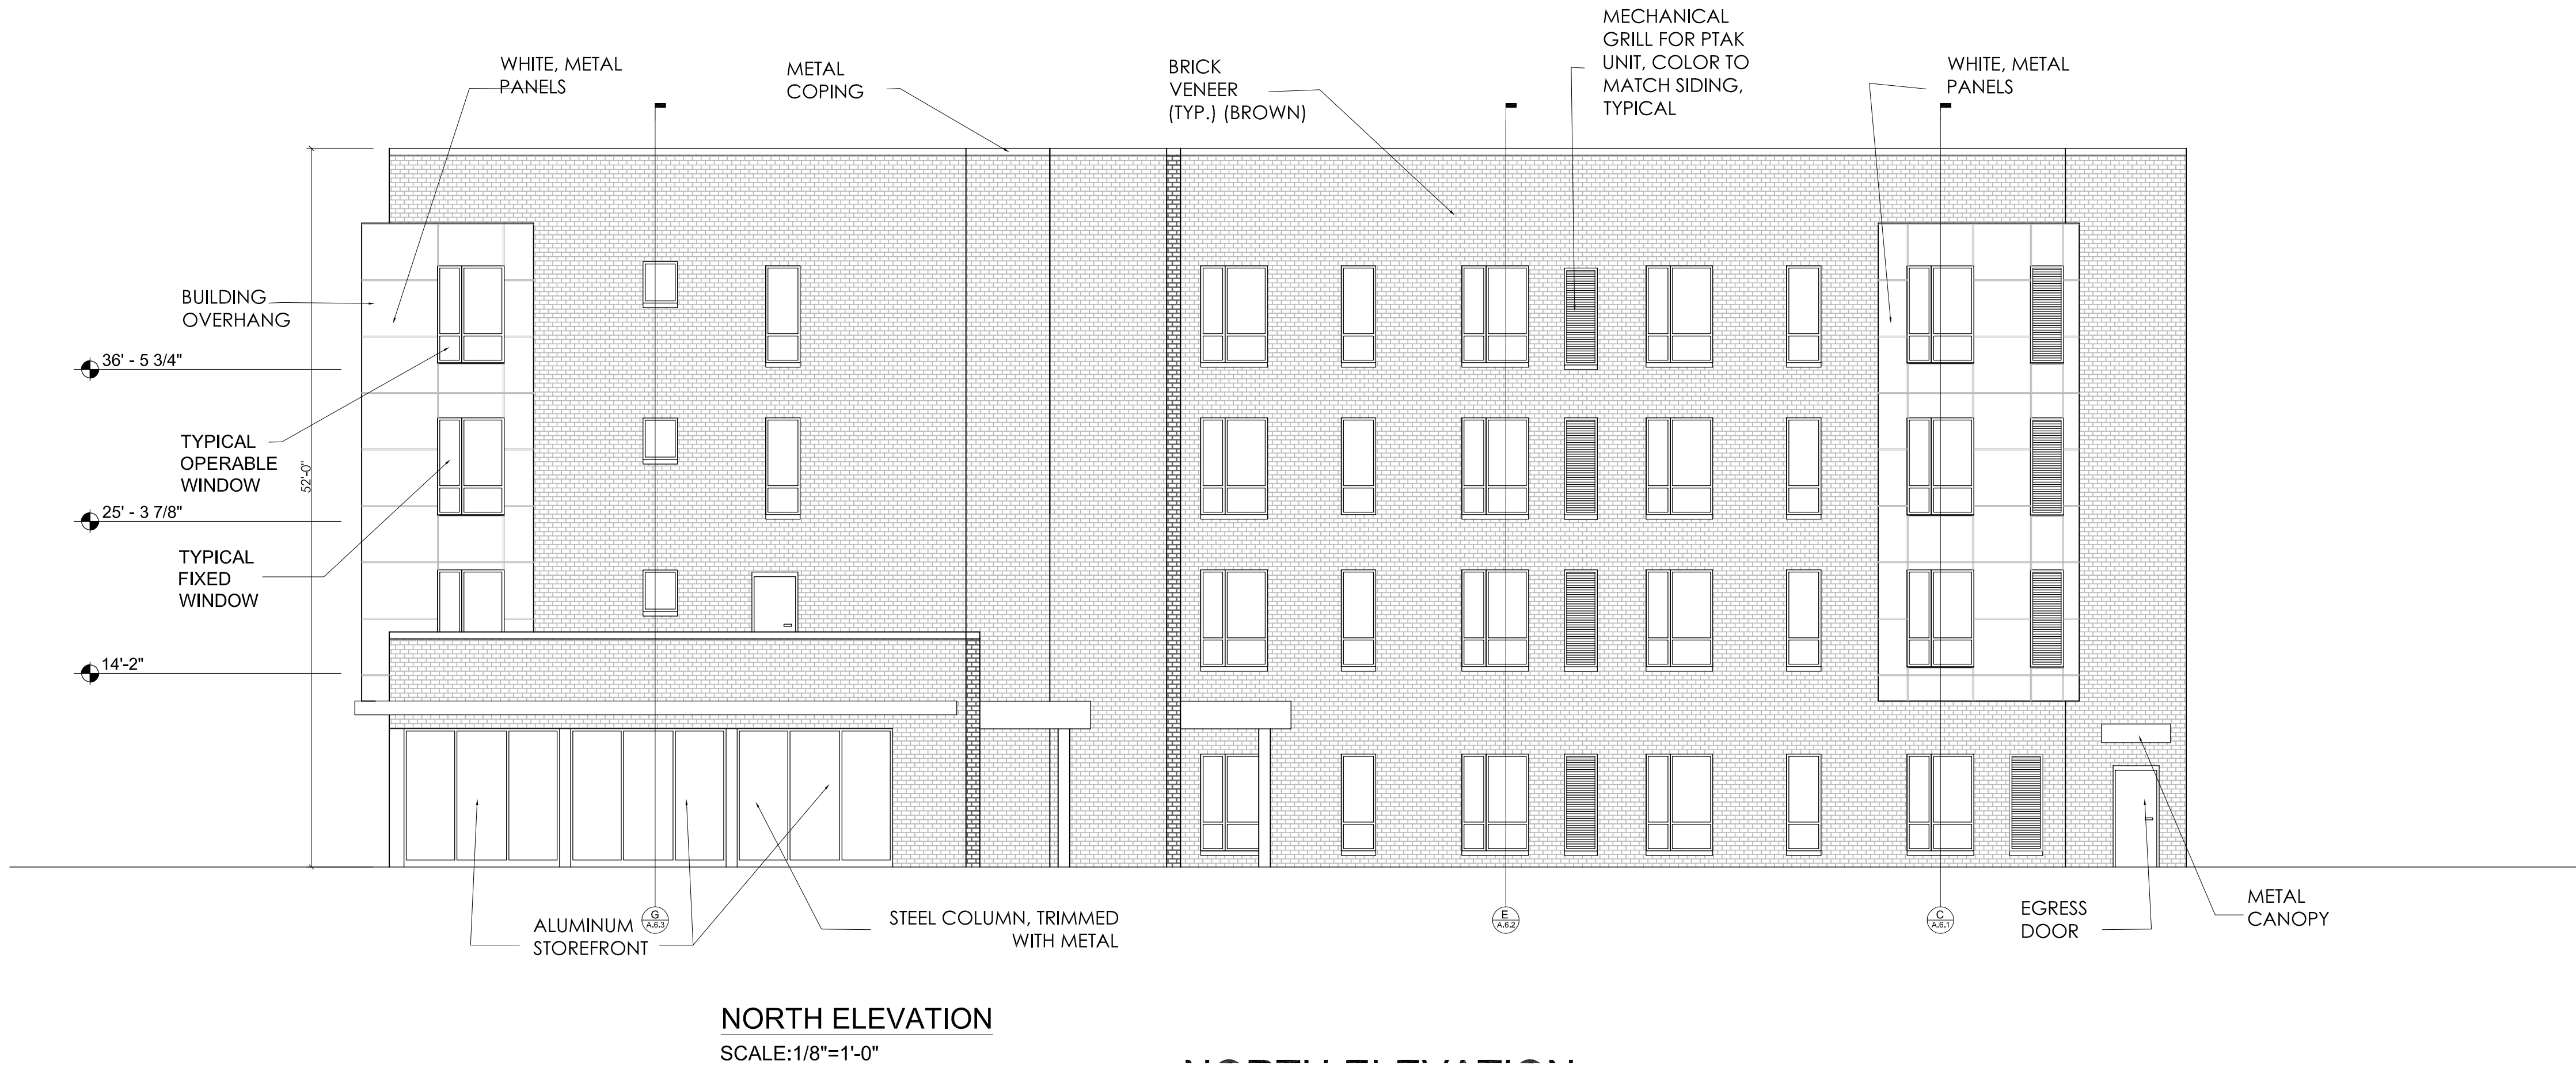 MECHANICAL
GRILL FOR PTAK
UNIT, COLOR TO
MATCH SIDING,
TYPICAL
WHITE, METAL
PANELS
METAL
COPING
BRICK
VENEER
(TYP.) (BROWN)
WHITE, METAL
PANELS
BUILDING
OVERHANG
36' - 5 3/4"
TYPICAL
OPERABLE
WINDOW
52'-0"
25' - 3 7/8"
TYPICAL
FIXED
WINDOW
14'-2"
ALUMINUM
STOREFRONT
G
A.6.3
STEEL COLUMN, TRIMMED
WITH METAL
E
A.6.2
C
A.6.1
EGRESS
DOOR
METAL
CANOPY
NORTH ELEVATION
SCALE:1/8"=1'-0"
NORTH ELEVATION